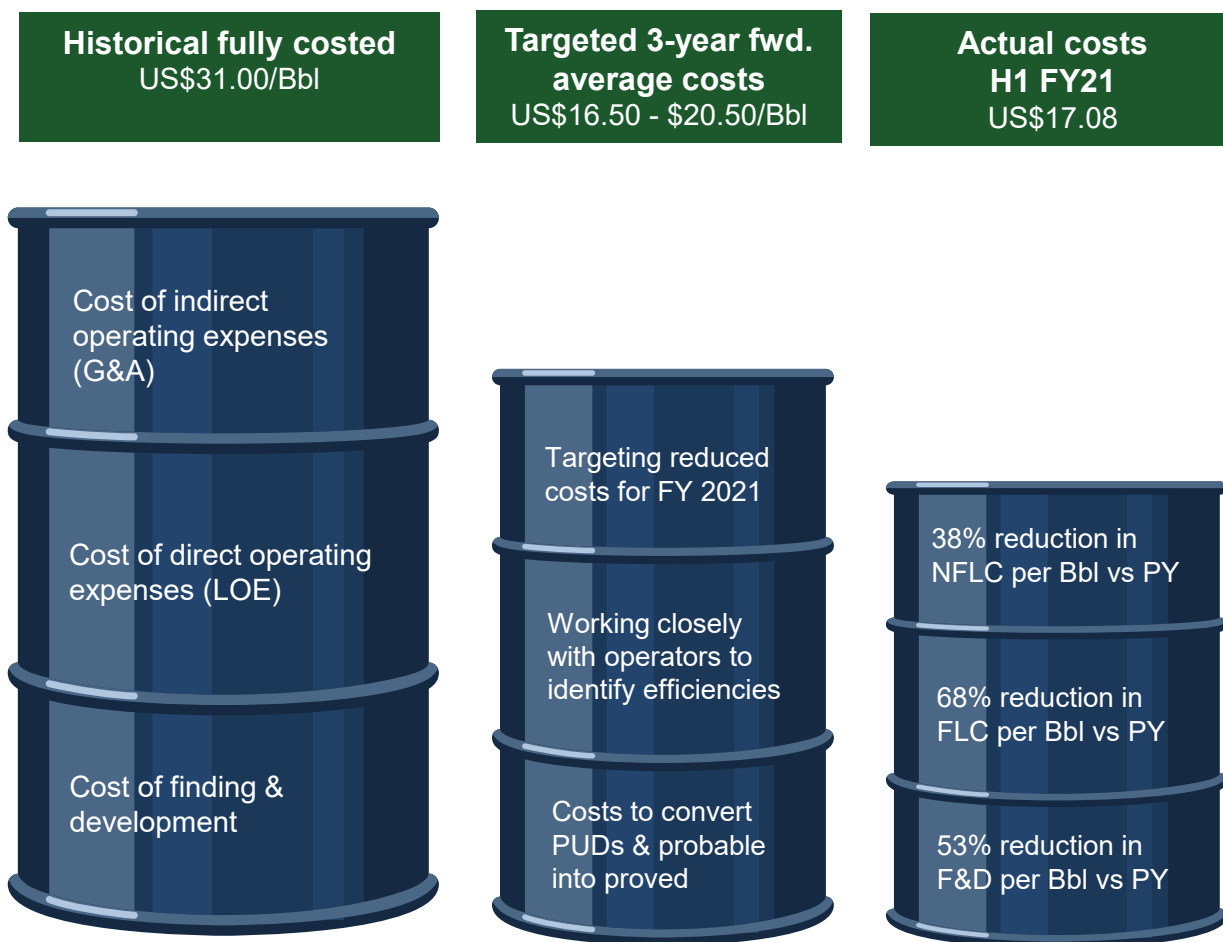 Historical fully costed
US$31.00/Bbl
Targeted 3-year fwd.
average costs
US$16.50 - $20.50/Bbl
Actual costs
H1 FY21
US$17.08
Cost of indirect
operating expenses
(G&A)
Cost of direct operating
expenses (LOE)
Cost of finding &
development
Targeting reduced
costs for FY 2021
Working closely
with operators to
identify efficiencies
Costs to convert
PUDs & probable
into proved
38% reduction in
NFLC per Bbl vs PY
68% reduction in
FLC per Bbl vs PY
53% reduction in
F&D per Bbl vs PY